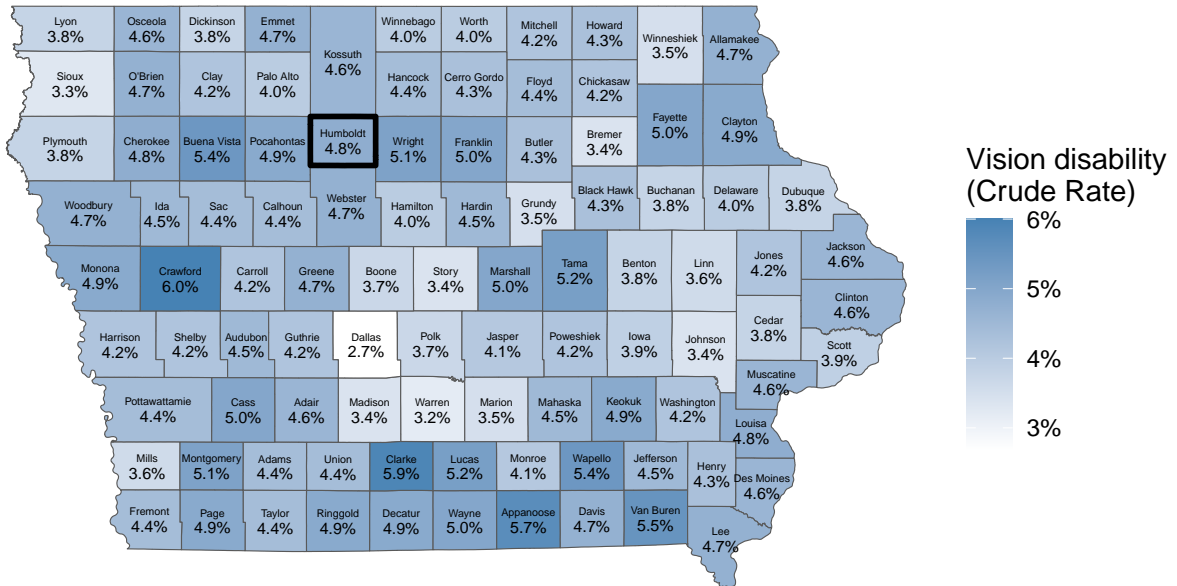 Lyon
3.8%
Osceola
4.6%
Dickinson
3.8%
Emmet
4.7%
Kossuth
4.6%
Winnebago
4.0%
Worth
4.0%
Mitchell
4.2%
Howard
4.3%
Winneshiek
3.5%
Allamakee
4.7%
Sioux
3.3%
O'Brien
4.7%
Clay
4.2%
Palo Alto
4.0%
Hancock
4.4%
Cerro Gordo
4.3%
Floyd
4.4%
Chickasaw
4.2%
Fayette
5.0%
Clayton
4.9%
Plymouth
3.8%
Cherokee
4.8%
Buena Vista
5.4%
Pocahontas
4.9%
Humboldt
4.8%
Wright
5.1%
Franklin
5.0%
Butler
4.3%
Bremer
3.4%
Woodbury
4.7%
Ida
4.5%
Sac
4.4%
Calhoun
4.4%
Webster
4.7%
Hamilton
4.0%
Hardin
4.5%
Grundy
3.5%
Black Hawk
4.3%
Buchanan
3.8%
Delaware
4.0%
Dubuque
3.8%
Monona
4.9%
Crawford
6.0%
Carroll
4.2%
Greene
4.7%
Boone
3.7%
Story
3.4%
Marshall
5.0%
Tama
5.2%
Benton
3.8%
Linn
3.6%
Jones
4.2%
Jackson
4.6%
Clinton
4.6%
Harrison
4.2%
Shelby
4.2%
Audubon
4.5%
Guthrie
4.2%
Dallas
2.7%
Polk
3.7%
Jasper
4.1%
Poweshiek
4.2%
Iowa
3.9%
Johnson
3.4%
Cedar
3.8%
Scott
3.9%
Muscatine
4.6%
Pottawattamie
4.4%
Cass
5.0%
Adair
4.6%
Madison
3.4%
Warren
3.2%
Marion
3.5%
Mahaska
4.5%
Keokuk
4.9%
Washington
4.2%
Louisa
4.8%
Mills
3.6%
Montgomery
5.1%
Adams
4.4%
Union
4.4%
Clarke
5.9%
Lucas
5.2%
Monroe
4.1%
Wapello
5.4%
Jefferson
4.5%
Henry
4.3%
Des Moines
4.6%
Fremont
4.4%
Page
4.9%
Taylor
4.4%
Ringgold
4.9%
Decatur
4.9%
Wayne
5.0%
Appanoose
5.7%
Davis
4.7%
Van Buren
5.5%
Lee
4.7%
Vision disability
(Crude Rate)
6%
5%
4%
3%